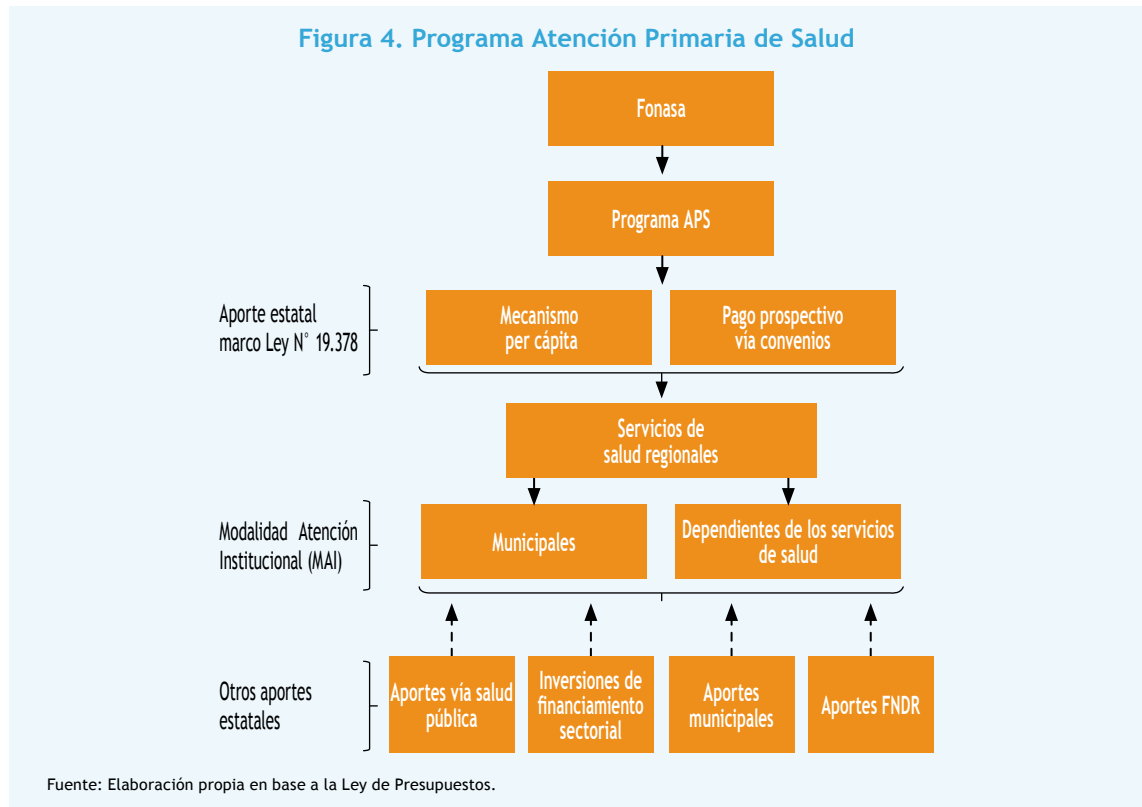 Figura 4. Programa Atención Primaria de Salud
Fonasa
Programa APS
Aporte estatal
marco Ley N° 19.378
Mecanismo
per cápita
Pago prospectivo
vía convenios
Servicios de
salud regionales
Modalidad Atención
Institucional (MAI)
Municipales
Dependientes de los servicios
de salud
Otros aportes
estatales
Aportes vía salud
pública
Inversiones de
financiamiento
sectorial
Aportes
municipales
Aportes FNDR
Fuente: Elaboración propia en base a la Ley de Presupuestos.